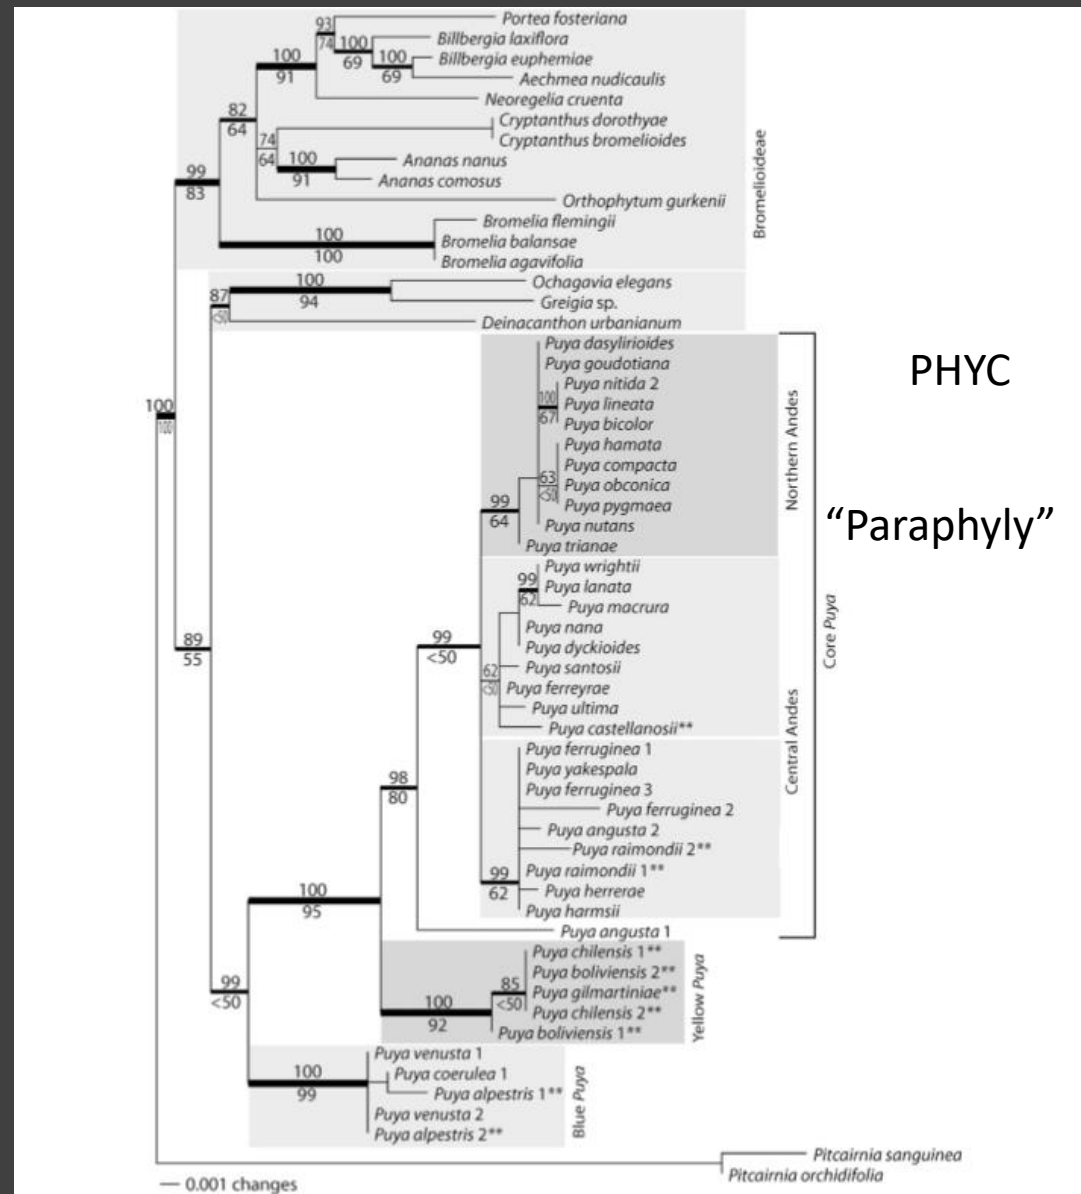 Portea fosteriana
93
74
Billbergia laxiflora
100
69
Billbergia euphemiae
100
69
100
91
Aechmea nudicaulis
Neoregelia cruenta
82
64
Cryptanthus dorothyae
74
64
Cryptanthus bromelioides
100
91
Ananas nanus
Ananas comosus
99
83
Orthophytum gurkenii
Bromelia flemingii
100
100
Bromelia balansae
Bromelia agavifolia
Bromelioideae
100
94
Ochagavia elegans
87
<50
Greigia sp.
Deinacanthon urbanianum
Puya dasylirioides
Puya goudotiana
Puya nitida 2
100
67
Puya lineata
Puya bicolor
Puya hamata
Puya compacta
63
<50
Puya obconica
Puya pygmaea
99
64
Puya nutans
Puya trianae
Northern Andes
PHYC
“Paraphyly”
100
100
Puya wrightii
99
62
Puya lanata
Puya macrura
Puya nana
Puya dyckioides
89
55
99
<50
62
<50
Puya santosii
Puya ferreyrae
Puya ultima
Puya castellanosii**
Core Puya
Central Andes
Puya ferruginea 1
Puya yakespala
98
80
Puya ferruginea 3
Puya ferruginea 2
Puya angusta 2
Puya raimondii 2**
Puya raimondii 1**
99
62
Puya herrerae
Puya harmsii
100
95
Puya angusta 1
Puya chilensis 1**
Puya boliviensis 2**
85
<50
Puya gilmartiniae**
99
<50
100
92
Puya chilensis 2**
Puya boliviensis 1**
Yellow Puya
Puya venusta 1
100
99
Puya coerulea 1
Puya alpestris 1**
Puya venusta 2
Puya alpestris 2**
Blue Puya
Pitcairnia sanguinea
Pitcairnia orchidifolia
0.001 changes